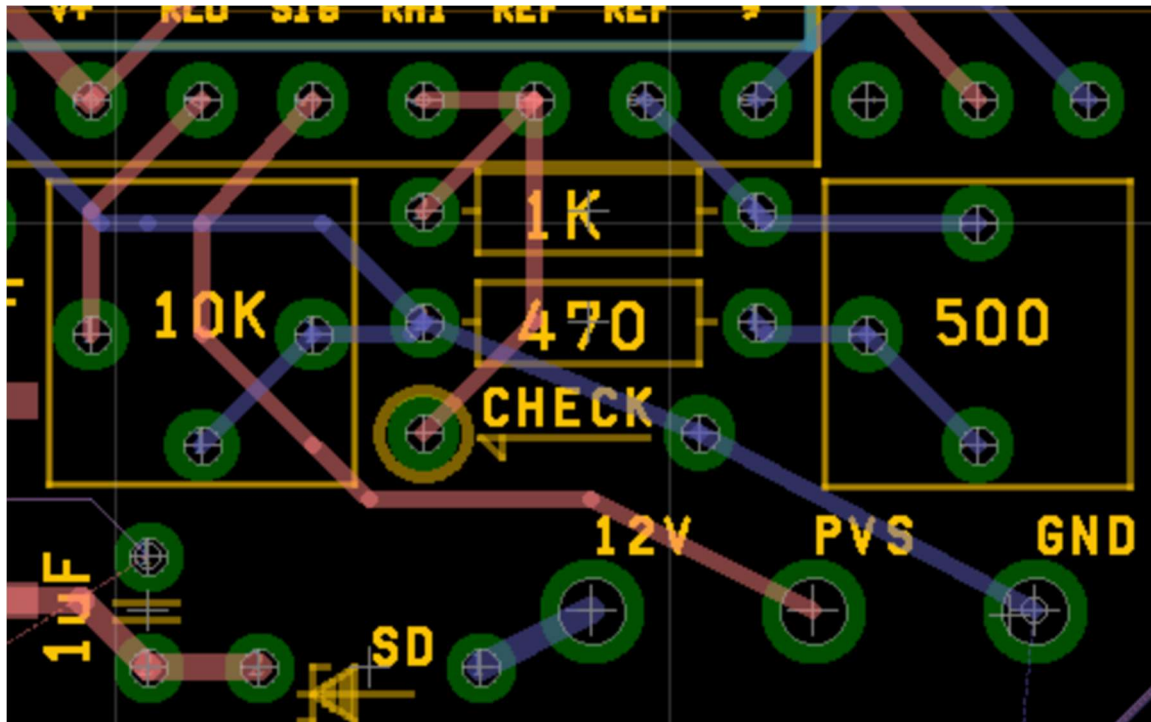 V+ RLO SIG RHI REF REF
1K
10K
470
500
CHECK
12V PVS GND
1uF
SD